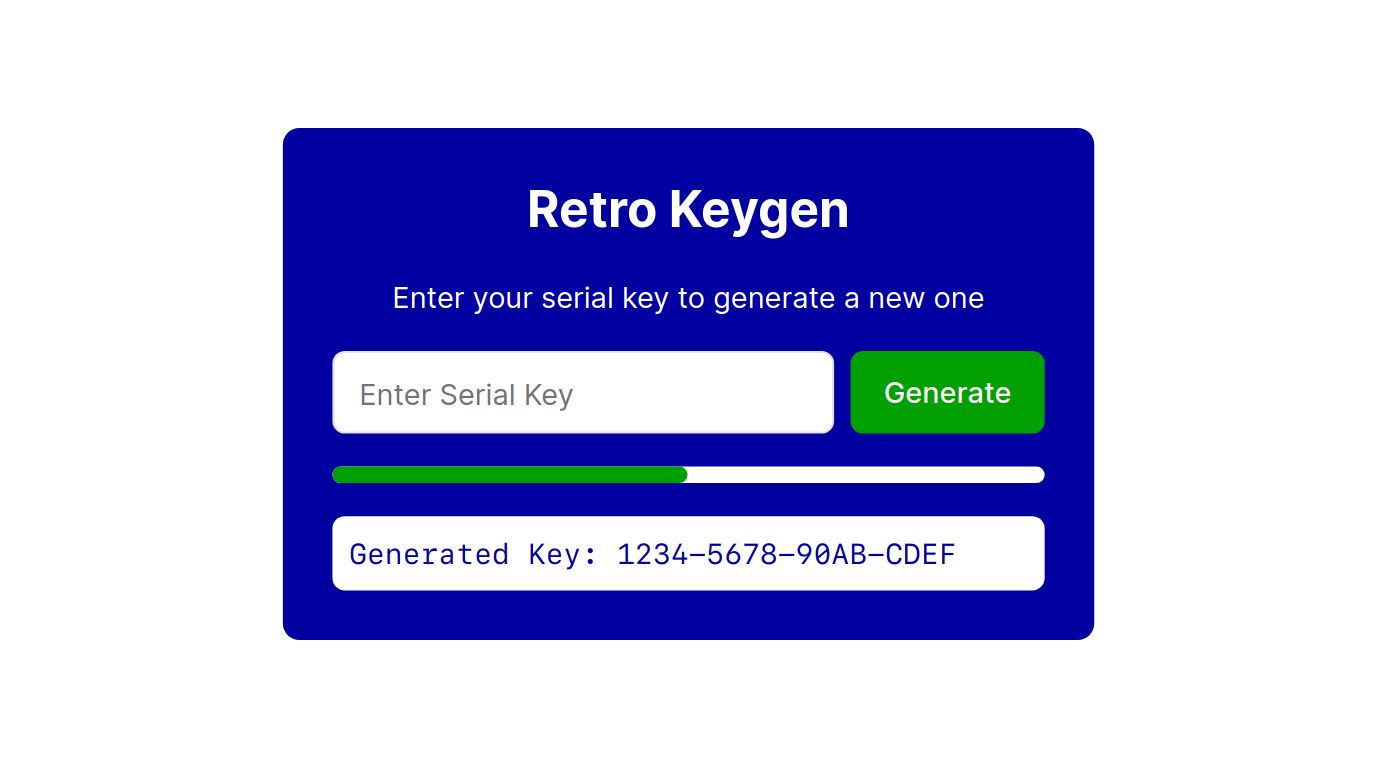 Retro Keygen
Enter your serial key to generate a new one
Enter Serial Key
Generate
Generated Key: 1234-5678-90AB-CDEF